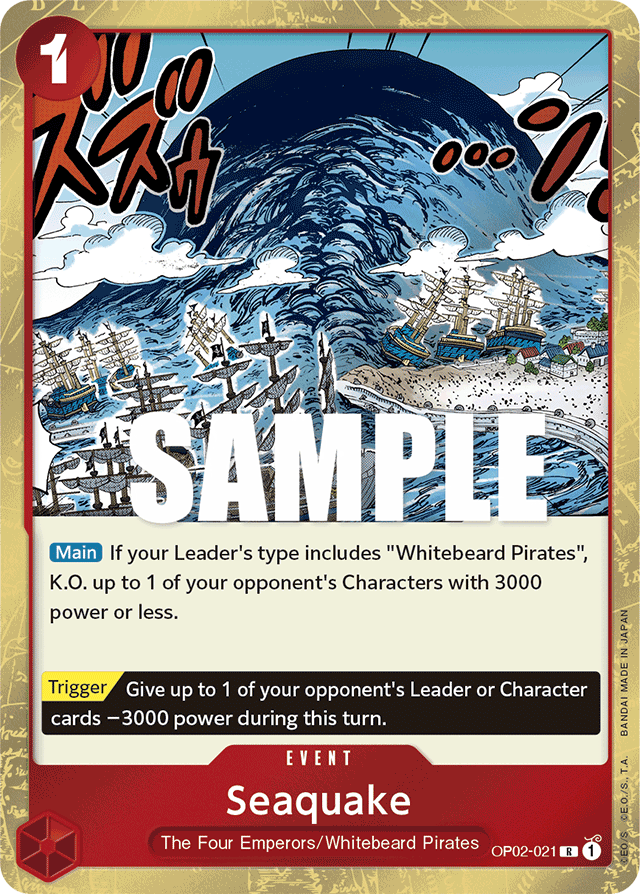 1
ズズゥ
…ッ!!
SAMPLE
Main If your Leader's type includes "Whitebeard Pirates",
K.O. up to 1 of your opponent's Characters with 3000
power or less.
Trigger Give up to 1 of your opponent's Leader or Character
cards −3000 power during this turn.
EVENT
Seaquake
The Four Emperors/Whitebeard Pirates
OP02-021 R 1
©E.O./S., T.A. BANDAI MADE IN JAPAN